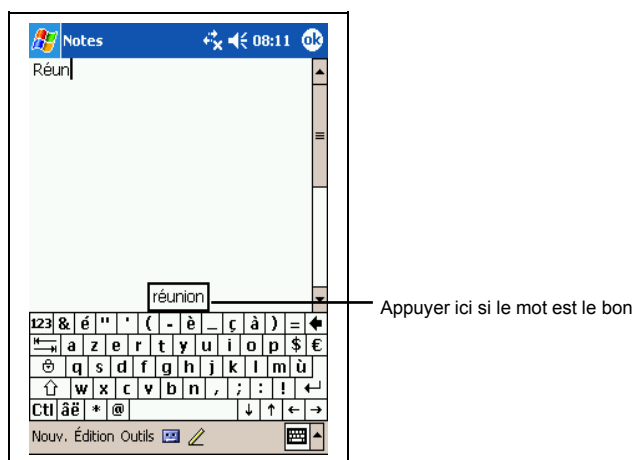 Notes 08:11 ok
Réun
réunion
Appuyer ici si le mot est le bon
123 & é " ' ( - è _ ç à ) =
a z e r t y u i o p $ €
q s d f g h j k l m ù
w x c v b n , ; : !
Ctl âë * @ ↓ ↑ ← →
Nouv. Édition Outils